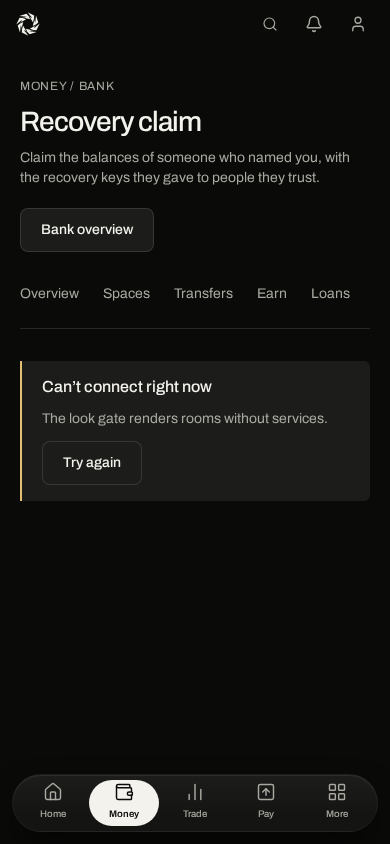 MONEY / BANK
Recovery claim
Claim the balances of someone who named you, with
the recovery keys they gave to people they trust.
Bank overview
Overview Spaces Transfers Earn Loans
Can’t connect right now
The look gate renders rooms without services.
Try again
Home Money Trade Pay More